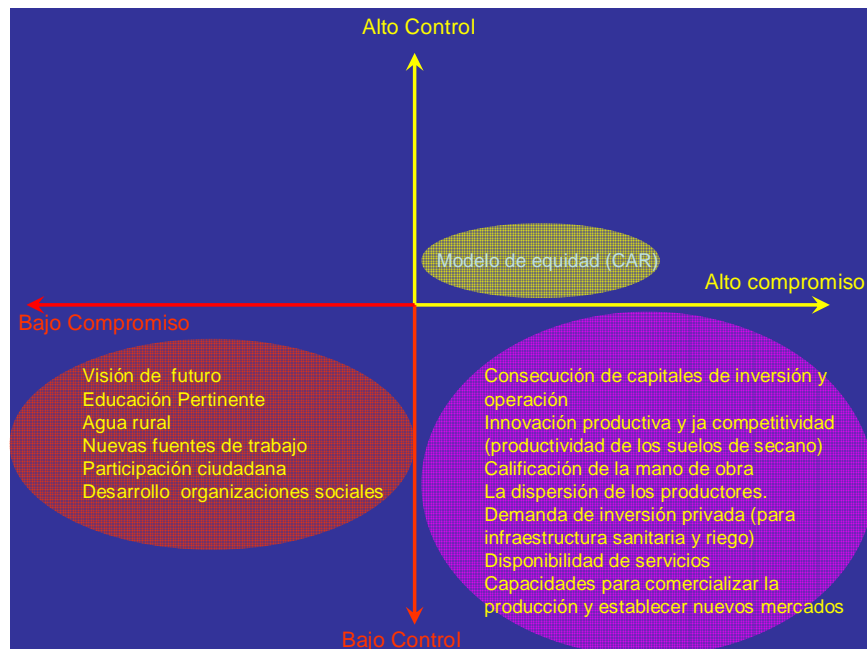 Alto Control
Modelo de equidad (CAR)
Alto compromiso
Bajo Compromiso
Visión de futuro
Educación Pertinente
Agua rural
Nuevas fuentes de trabajo
Participación ciudadana
Desarrollo organizaciones sociales
Consecución de capitales de inversión y
operación
Innovación productiva y ja competitividad
(productividad de los suelos de secano)
Calificación de la mano de obra
La dispersión de los productores.
Demanda de inversión privada (para
infraestructura sanitaria y riego)
Disponibilidad de servicios
Capacidades para comercializar la
producción y establecer nuevos mercados
Bajo Control